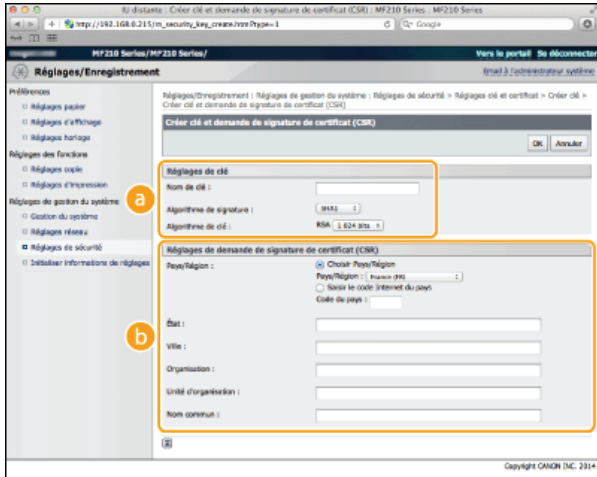 IU distante : Créer clé et demande de signature de certificat (CSR) : MF210 Series : MF210 Series
http://192.168.0.215/m_security_key_create.html?type=1
Google
MF210 Series/MF210 Series/
Vers le portail Se déconnecter
Réglages/Enregistrement
Email à l'administrateur système
Préférences
Réglages papier
Réglages d'affichage
Réglages horloge
Réglages des fonctions
Réglages copie
Réglages d'impression
Réglages de gestion du système
Gestion du système
Réglages réseau
Réglages de sécurité
Initialiser informations de réglages
Réglages/Enregistrement : Réglages de gestion du système : Réglages de sécurité > Réglages clé et certificat > Créer clé >
Créer clé et demande de signature de certificat (CSR)
Créer clé et demande de signature de certificat (CSR)
OK Annuler
a
Réglages de clé
Nom de clé :
Algorithme de signature : SHA1
Algorithme de clé : RSA 1 024 bits
b
Réglages de demande de signature de certificat (CSR)
Pays/Région : Choisir Pays/Région
Pays/Région : France (FR)
Saisir le code Internet du pays
Code du pays :
État :
Ville :
Organisation :
Unité d'organisation :
Nom commun :
Copyright CANON INC. 2014